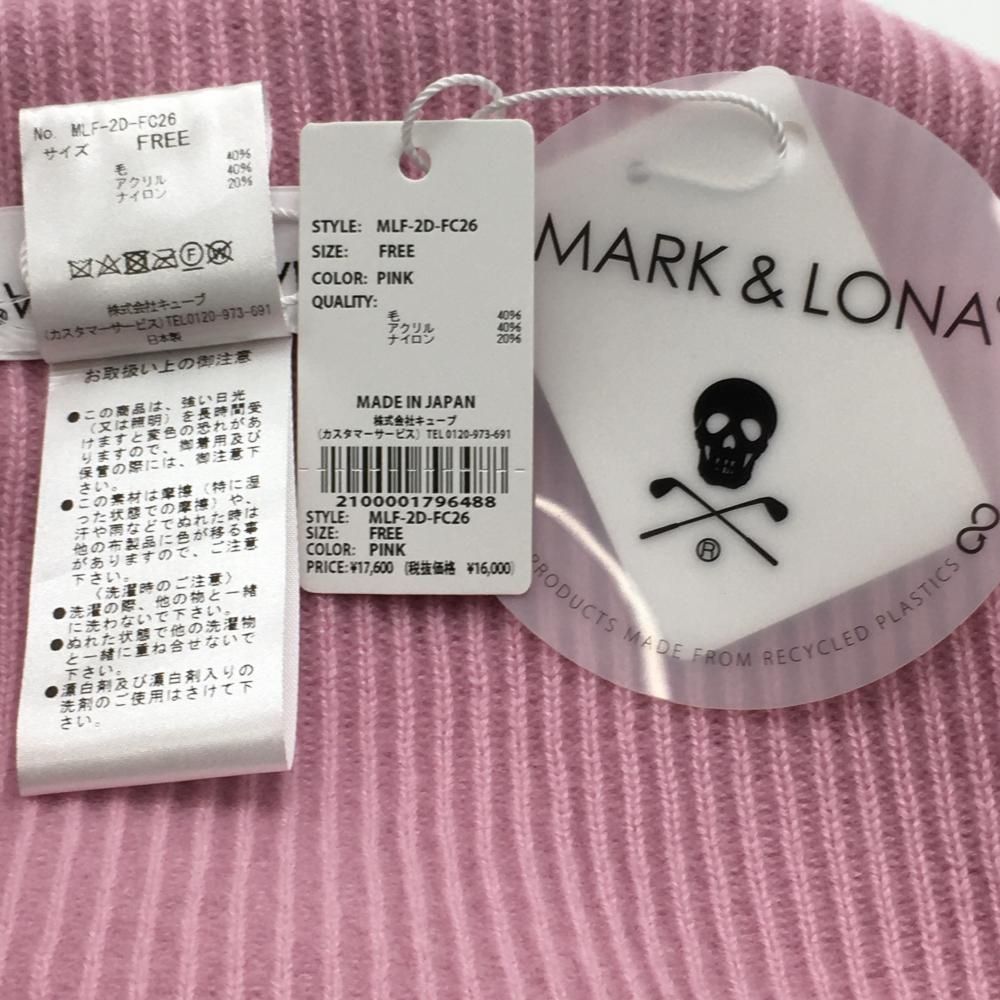 No. MLF-2D-FC26
サイズ FREE
毛 40%
アクリル 40%
ナイロン 20%
F
W
株式会社キューブ
(カスタマーサービス)TEL0120-973-691
日本製
お取扱い上の御注意
●この商品は、強い日光
(又は照明)を長時間受
けますと変色の恐れがあ
りますので、御着用及び
保管の際には、御注意下
さい。
●この素材は摩擦(特に湿
った状態での摩擦)や、
汗や雨などでぬれた時は
他の布製品に色が移る事
がありますので、ご注意
下さい。
〈洗濯時のご注意〉
●洗濯の際、他の物と一緒
に洗わないで下さい。
●ぬれた状態で他の洗濯物
と一緒に重ね合せないで
下さい。
●漂白剤及び漂白剤入りの
洗剤のご使用はさけて下
さい。
STYLE: MLF-2D-FC26
SIZE: FREE
COLOR: PINK
QUALITY:
毛 40%
アクリル 40%
ナイロン 20%
MADE IN JAPAN
株式会社キューブ
(カスタマーサービス) TEL0120-973-691
2100001796488
STYLE: MLF-2D-FC26
SIZE: FREE
COLOR: PINK
PRICE:¥17,600 (税抜価格 ¥16,000)
MARK & LONA
®
PRODUCTS MADE FROM RECYCLED PLASTICS